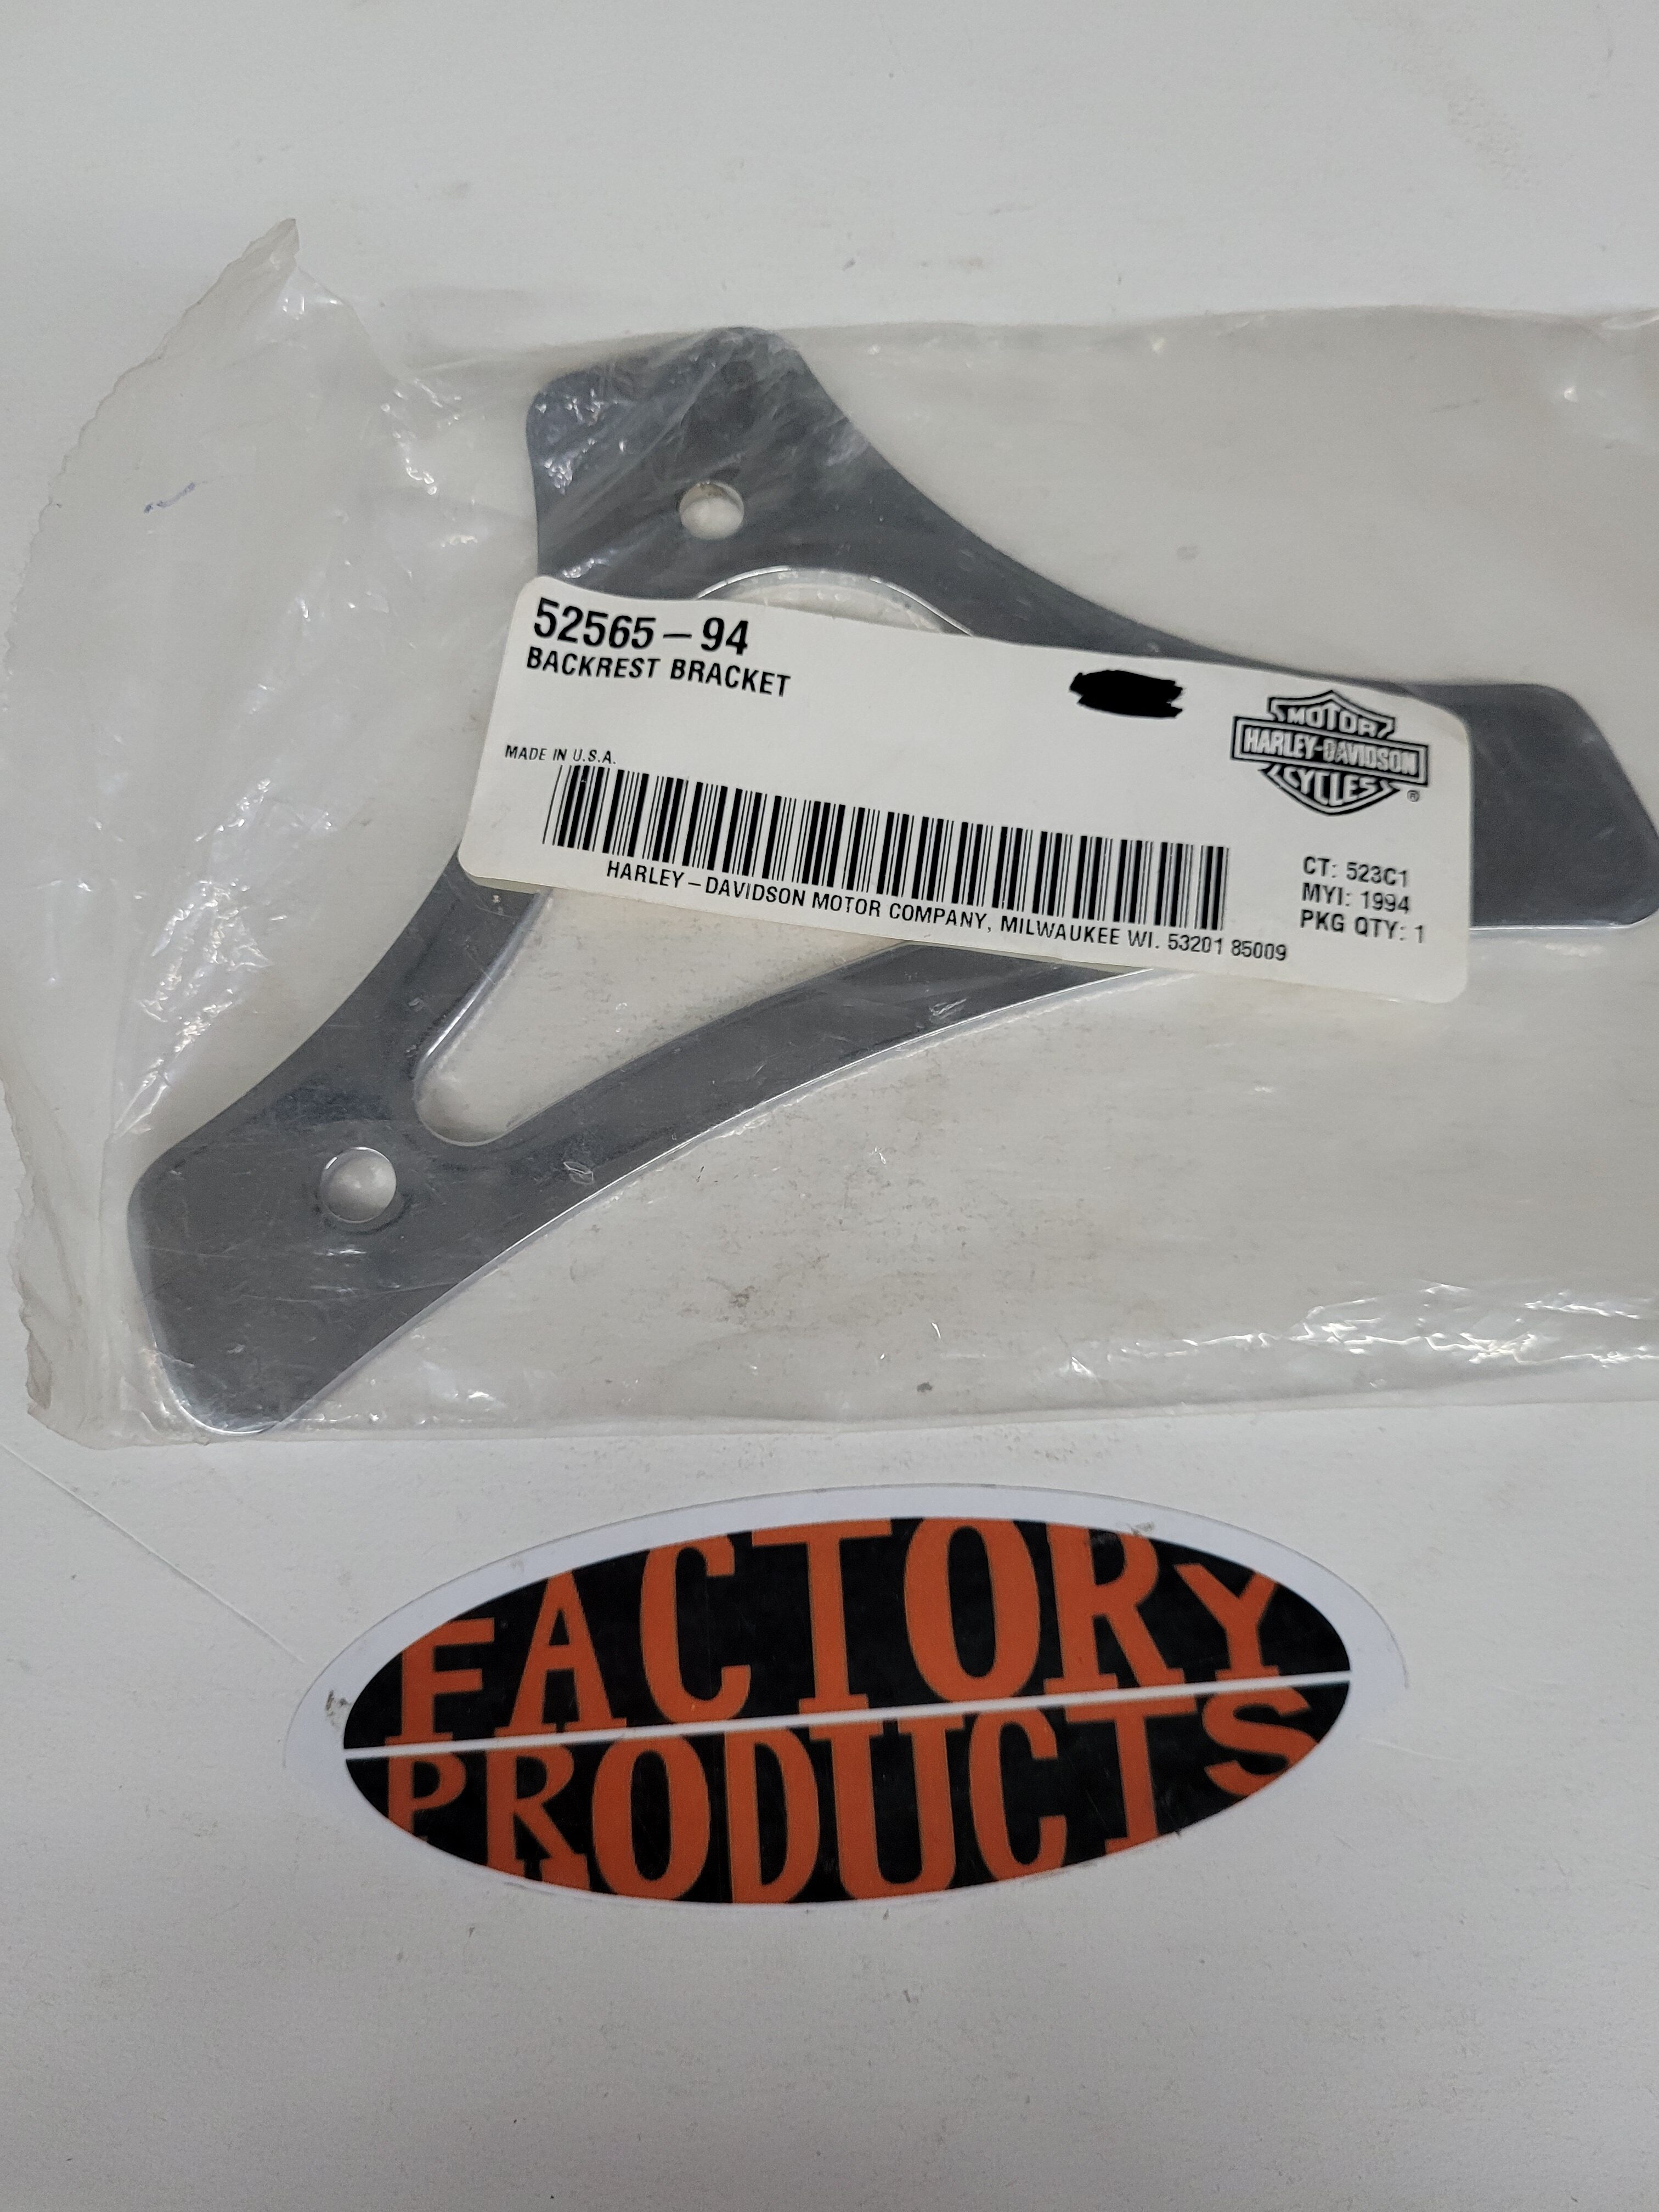 52565-94
BACKREST BRACKET
MADE IN U.S.A.
MOTOR
HARLEY-DAVIDSON
CYCLES
®
CT: 523C1
MYI: 1994
PKG QTY: 1
HARLEY-DAVIDSON MOTOR COMPANY, MILWAUKEE WI. 53201 85009
FACTORY
PRODUCTS